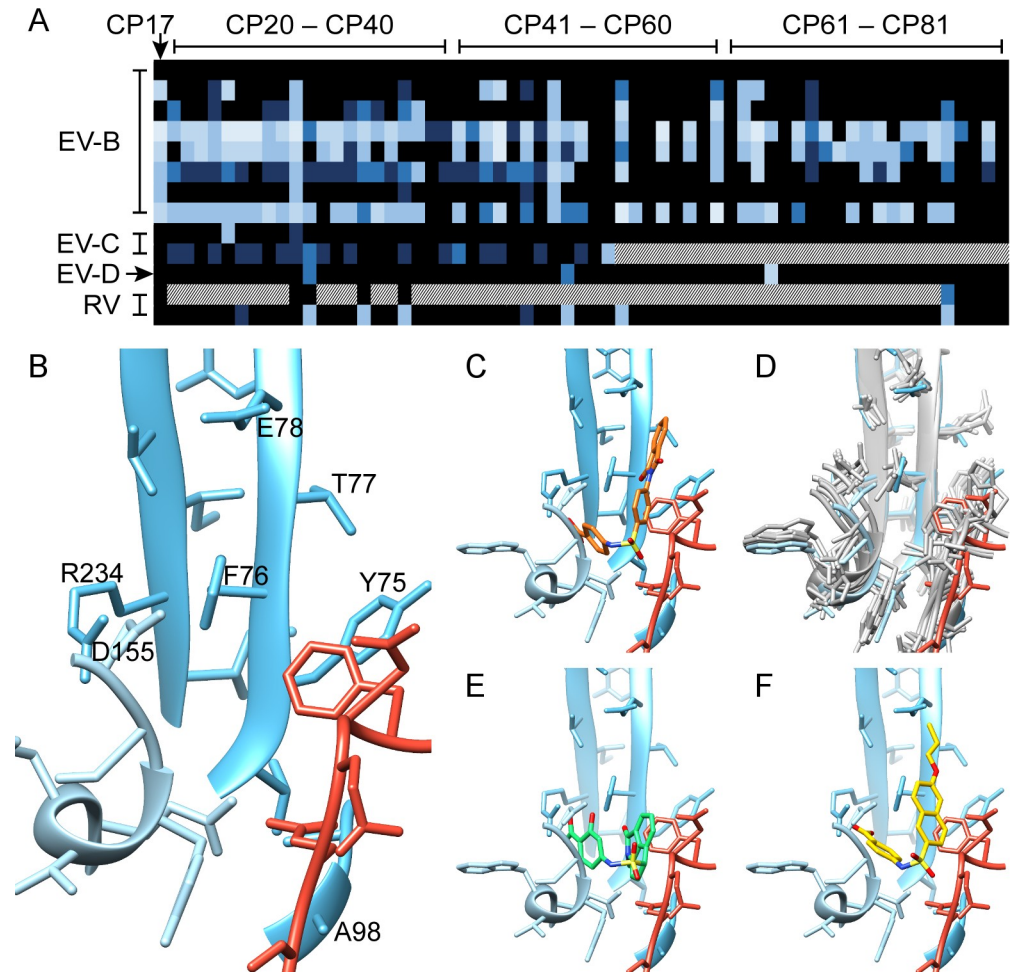 A CP17 CP20 – CP40 CP41 – CP60 CP61 – CP81
EV-B
EV-C
EV-D
RV
B C D
E78
T77
R234 F76 Y75
D155
E F
A98